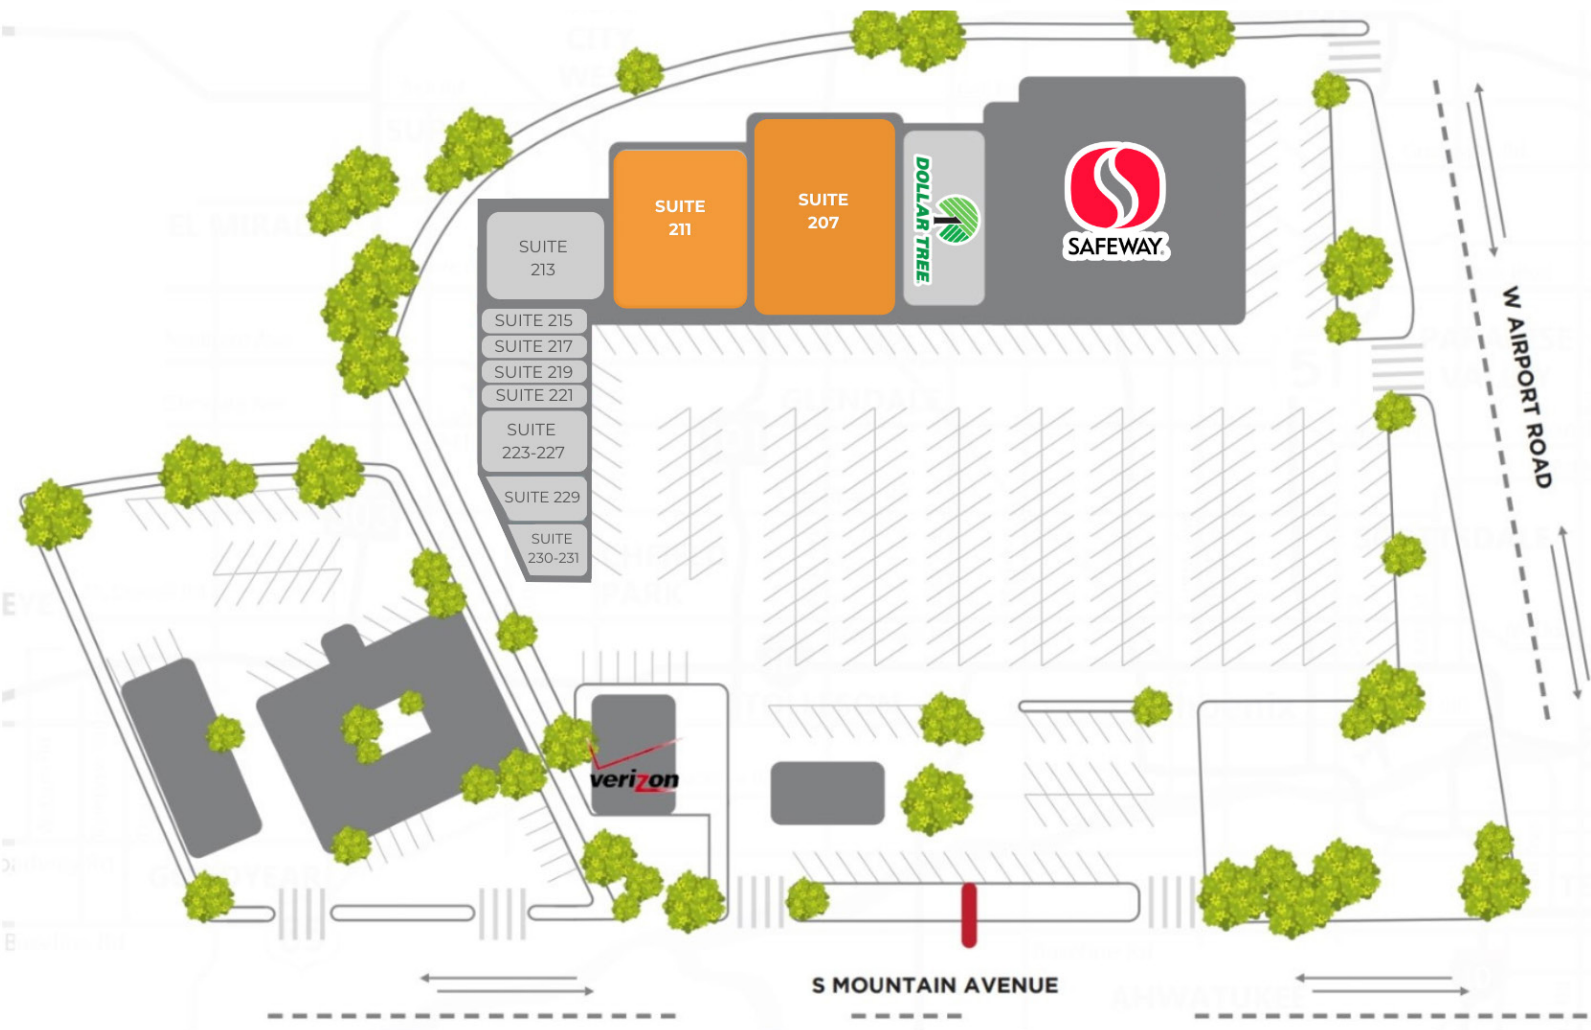 SUITE
211
SUITE
207
DOLLAR TREE
SAFEWAY
SUITE
213
SUITE 215
SUITE 217
SUITE 219
SUITE 221
SUITE
223-227
SUITE 229
SUITE
230-231
W AIRPORT ROAD
verizon
S MOUNTAIN AVENUE